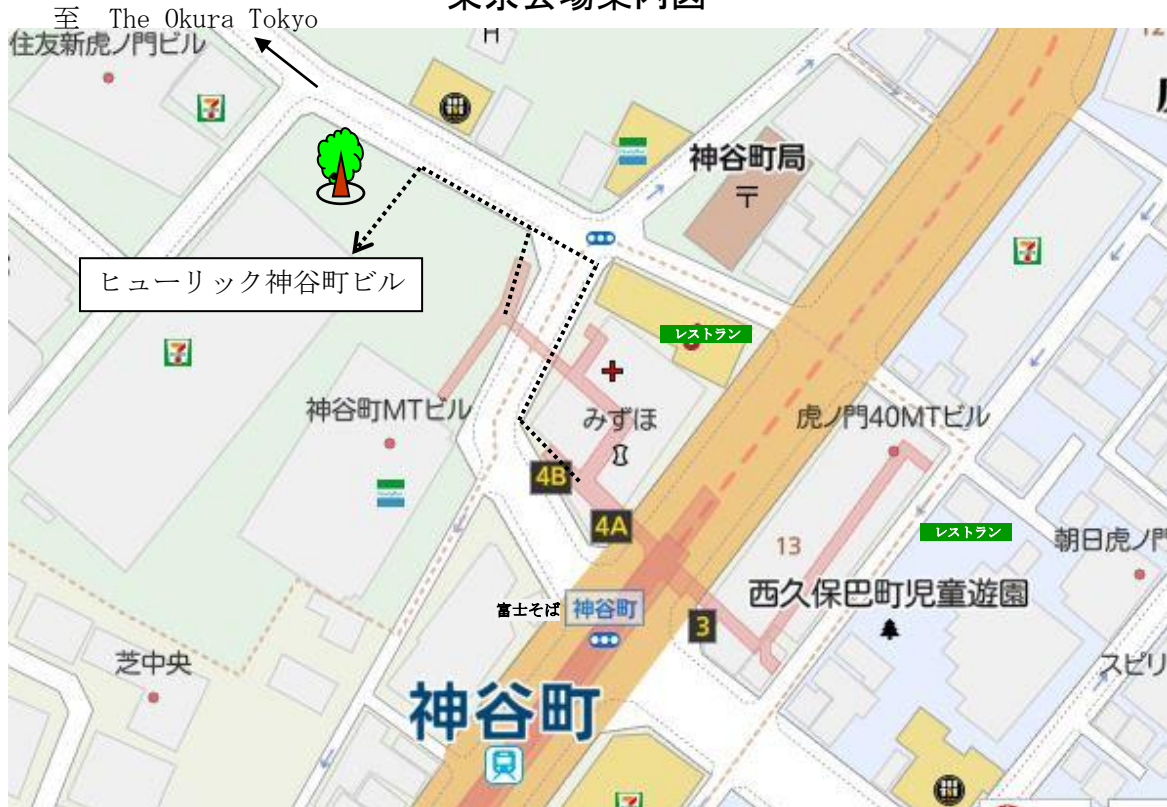 東京会場案内図
至 The Okura Tokyo
住友新虎ノ門ビル
H
12
神谷町局
〒
ヒューリック神谷町ビル
レストラン
神谷町MTビル
みずほ
虎ノ門40MTビル
4B
4A
レストラン
13
朝日虎ノ門
西久保巴町児童遊園
富士そば
神谷町
3
芝中央
スピリ
神谷町